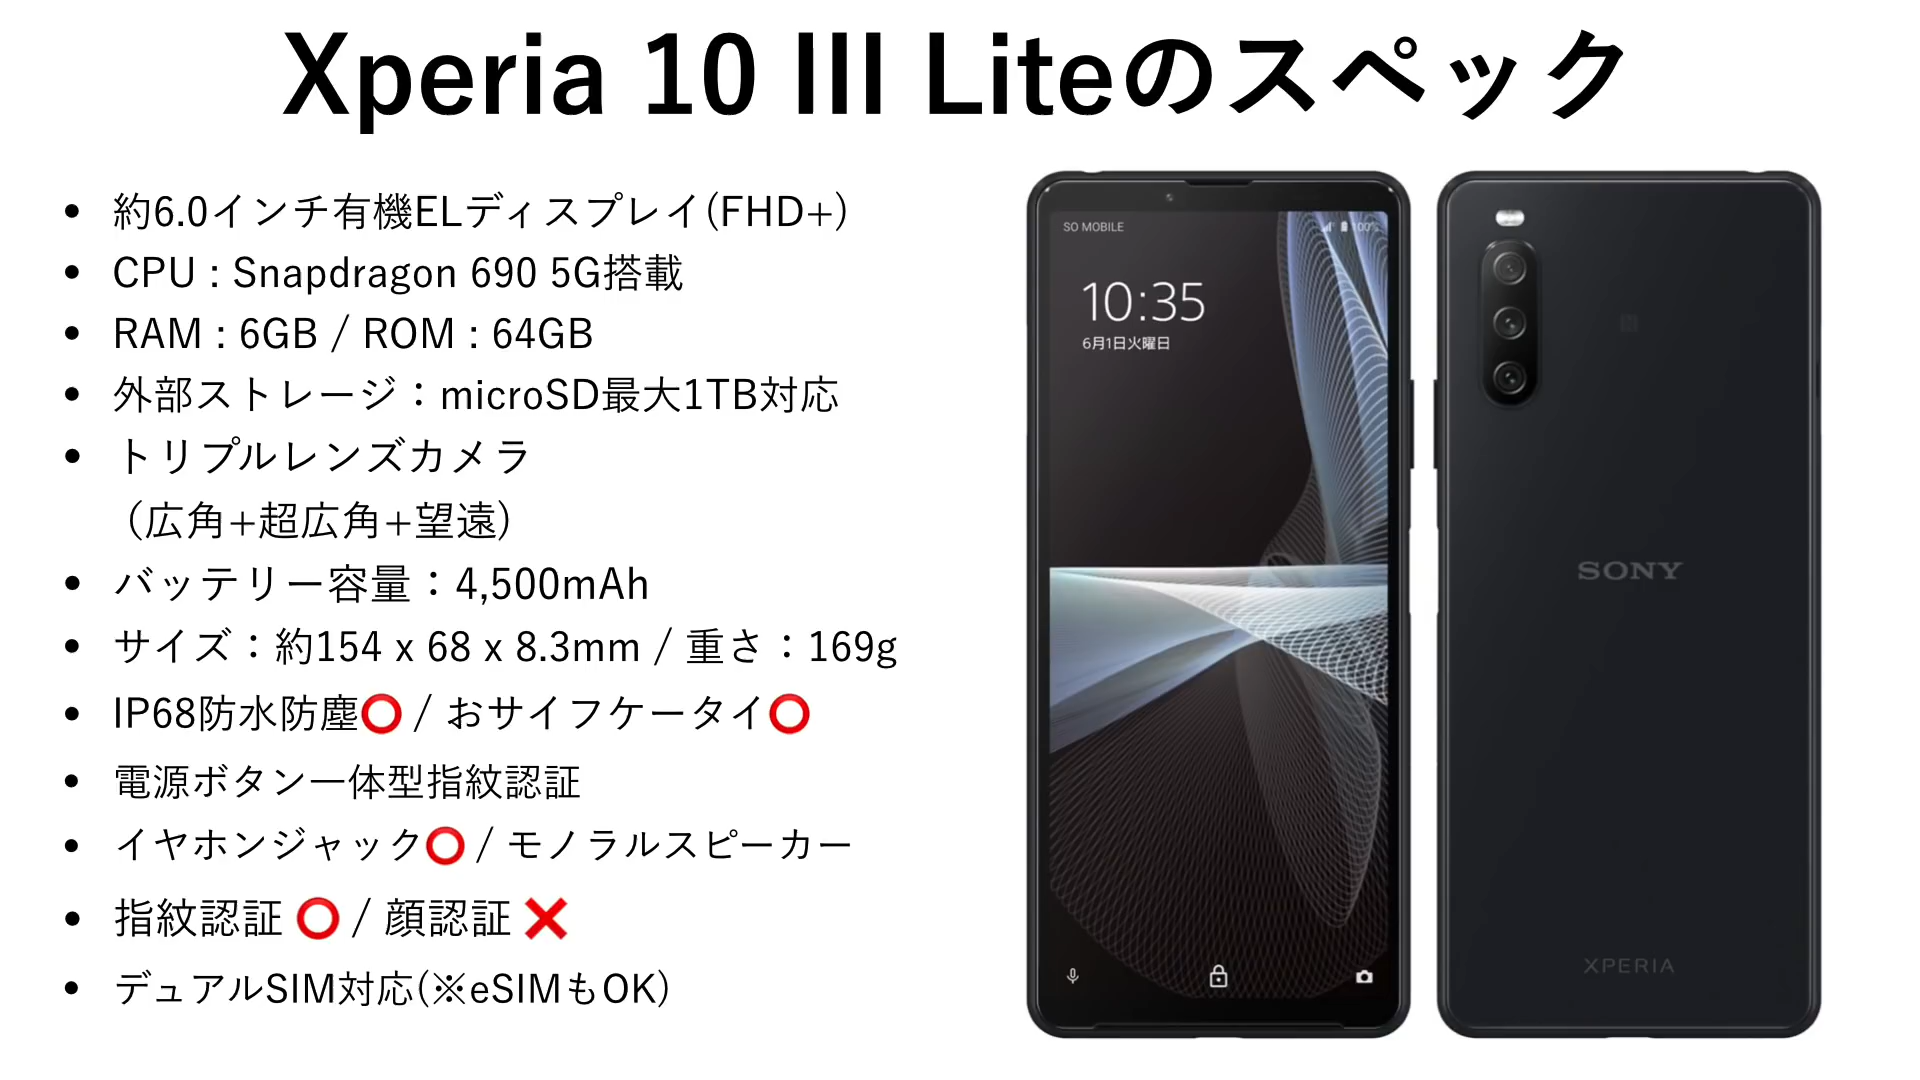 Xperia 10 III Liteのスペック
• 約6.0インチ有機ELディスプレイ(FHD+)
• CPU : Snapdragon 690 5G搭載
• RAM : 6GB / ROM : 64GB
• 外部ストレージ：microSD最大1TB対応
• トリプルレンズカメラ
（広角+超広角+望遠)
• バッテリー容量：4,500mAh
• サイズ：約154 x 68 x 8.3mm / 重さ：169g
• IP68防水防塵⭕ / おサイフケータイ⭕
• 電源ボタン一体型指紋認証
• イヤホンジャック⭕ / モノラルスピーカー
• 指紋認証 ⭕ / 顔認証 ❌
• デュアルSIM対応(※eSIMもOK)
SO MOBILE
100%
10:35
6月1日火曜日
SONY
XPERIA